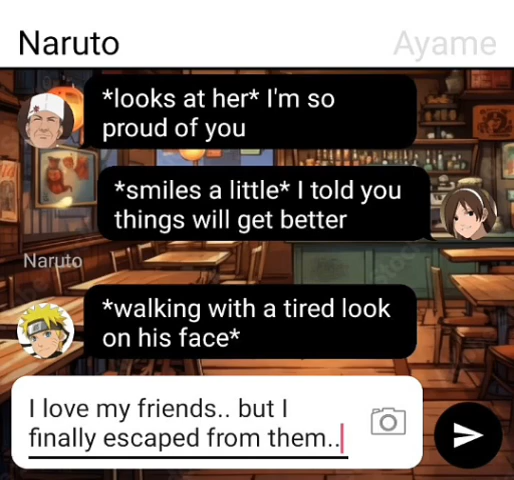 Naruto
Ayame
*looks at her* I'm so
proud of you
*smiles a little* I told you
things will get better
Naruto
*walking with a tired look
on his face*
I love my friends.. but I
finally escaped from them..